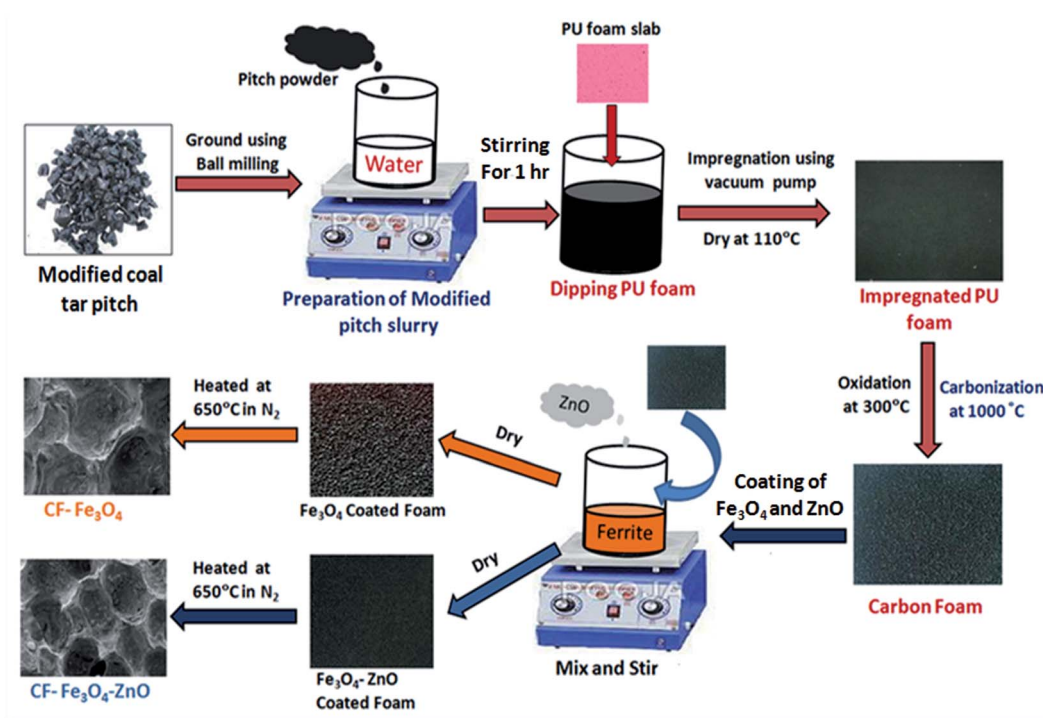 PU foam slab
Pitch powder
Ground using
Ball milling
Water
Stirring
For 1 hr
Impregnation using
vacuum pump
Dry at 110°C
Modified coal
tar pitch
Preparation of Modified
pitch slurry
Dipping PU foam
Impregnated PU
foam
Oxidation
at 300°C
Carbonization
at 1000 °C
Heated at
650°C in N₂
CF- Fe₃O₄
Fe₃O₄ Coated Foam
Dry
ZnO
Ferrite
Coating of
Fe₃O₄ and ZnO
Carbon Foam
Mix and Stir
Dry
Heated at
650°C in N₂
CF- Fe₃O₄-ZnO
Fe₃O₄- ZnO
Coated Foam